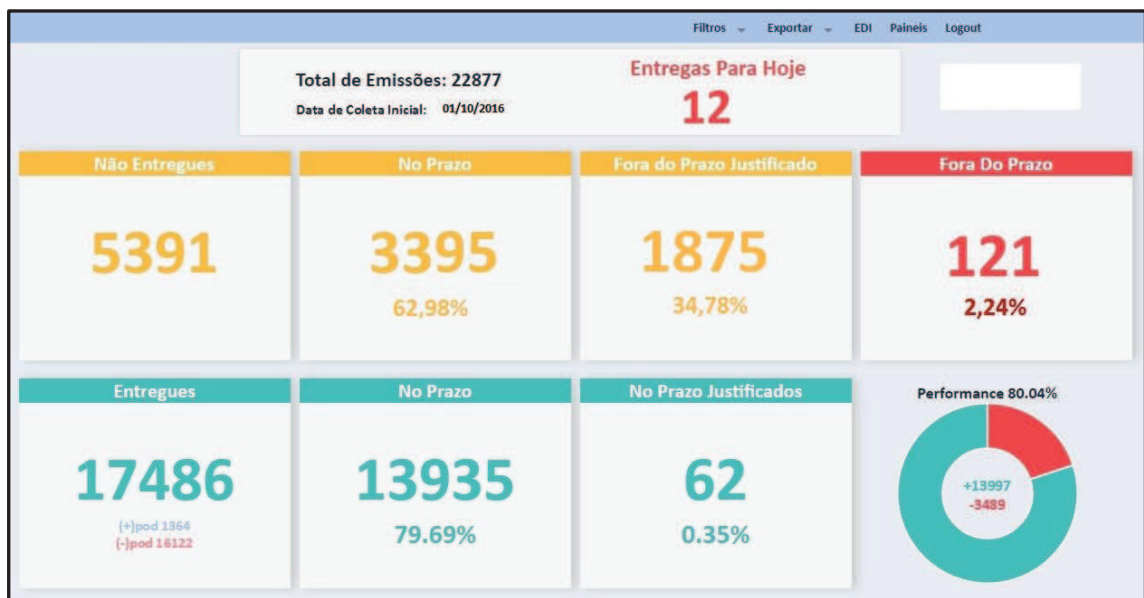 Filtros Exportar EDI Paineis Logout
Total de Emissões: 22877
Data de Coleta Inicial: 01/10/2016
Entregas Para Hoje
12
Não Entregues
5391
No Prazo
3395
62,98%
Fora do Prazo Justificado
1875
34,78%
Fora Do Prazo
121
2,24%
Entregues
17486
(+)pod 1364
(-)pod 16122
No Prazo
13935
79.69%
No Prazo Justificados
62
0.35%
Performance 80.04%
+13997
-3489